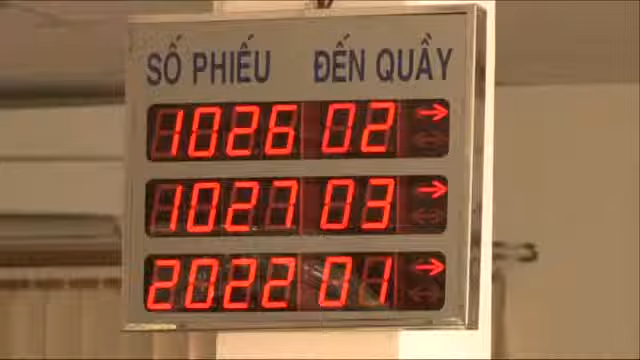 SỐ PHIẾU ĐẾN QUẦY
1026 02 →
1027 03 →
2022 01 →